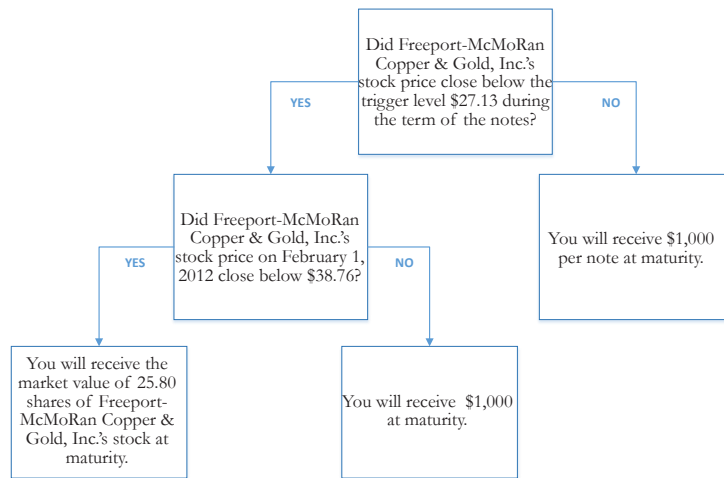 Did Freeport-McMoRan
Copper & Gold, Inc.'s
stock price close below the
trigger level $27.13 during
the term of the notes?
YES
NO
Did Freeport-McMoRan
Copper & Gold, Inc.'s
stock price on February 1,
2012 close below $38.76?
You will receive $1,000
per note at maturity.
YES
NO
You will receive the
market value of 25.80
shares of Freeport-
McMoRan Copper &
Gold, Inc.'s stock at
maturity.
You will receive $1,000
at maturity.